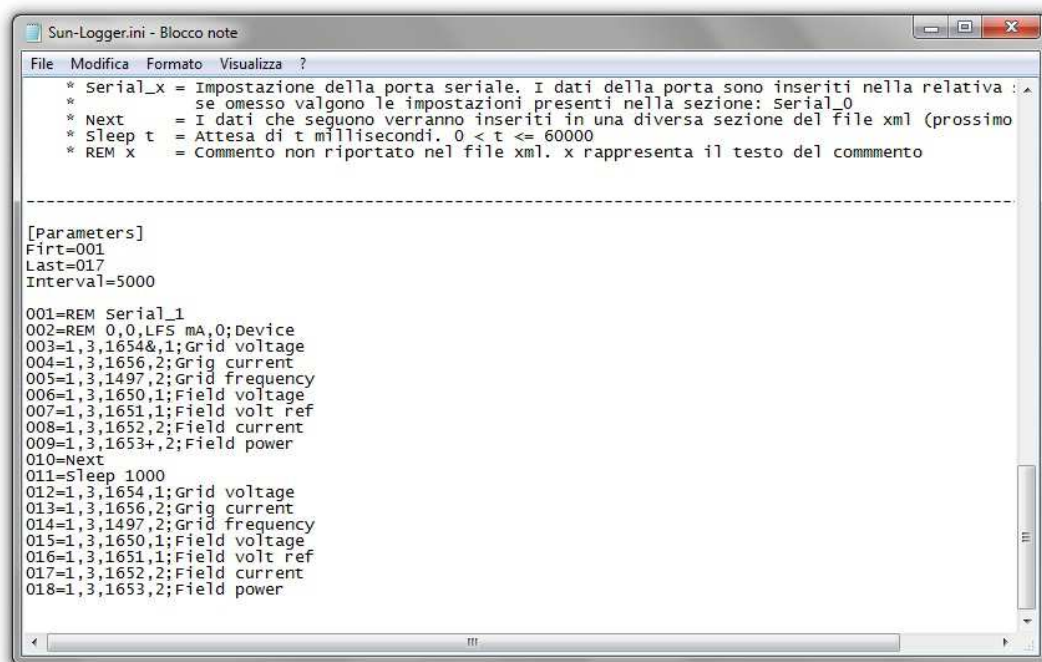 Sun-Logger.ini - Blocco note
File Modifica Formato Visualizza ?
* Serial_x = Impostazione della porta seriale. I dati della porta sono inseriti nella relativa
* se omesso valgono le impostazioni presenti nella sezione: Serial_0
* Next = I dati che seguono verranno inseriti in una diversa sezione del file xml (prossimo
* Sleep t = Attesa di t millisecondi. 0 < t <= 60000
* REM x = Commento non riportato nel file xml. x rappresenta il testo del commmento
--------------------------------------------------------------------------------
[Parameters]
Firt=001
Last=017
Interval=5000
001=REM Serial_1
002=REM 0,0,LFS mA,0;Device
003=1,3,1654&,1;Grid voltage
004=1,3,1656,2;Grig current
005=1,3,1497,2;Grid frequency
006=1,3,1650,1;Field voltage
007=1,3,1651,1;Field volt ref
008=1,3,1652,2;Field current
009=1,3,1653+,2;Field power
010=Next
011=Sleep 1000
012=1,3,1654,1;Grid voltage
013=1,3,1656,2;Grig current
014=1,3,1497,2;Grid frequency
015=1,3,1650,1;Field voltage
016=1,3,1651,1;Field volt ref
017=1,3,1652,2;Field current
018=1,3,1653,2;Field power